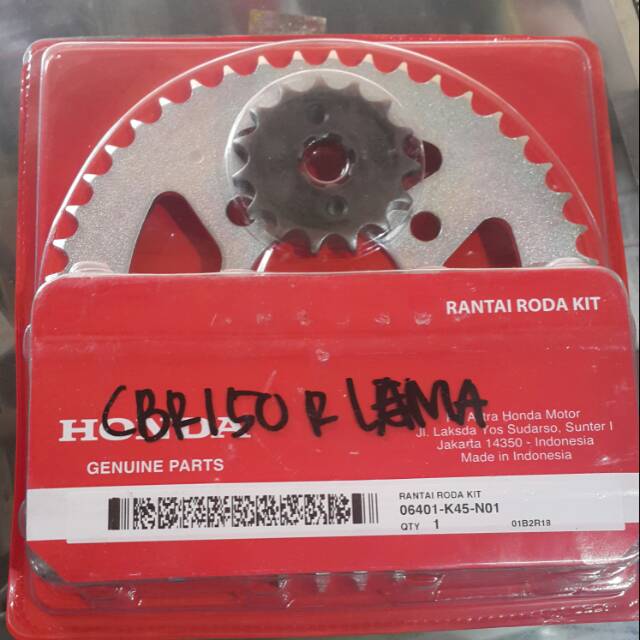 RANTAI RODA KIT
CBR150 R LAMA
HONDA
GENUINE PARTS
Astra Honda Motor
Jl. Laksda Yos Sudarso, Sunter I
Jakarta 14350 - Indonesia
Made in Indonesia
RANTAI RODA KIT
06401-K45-N01
QTY 1 01B2R18